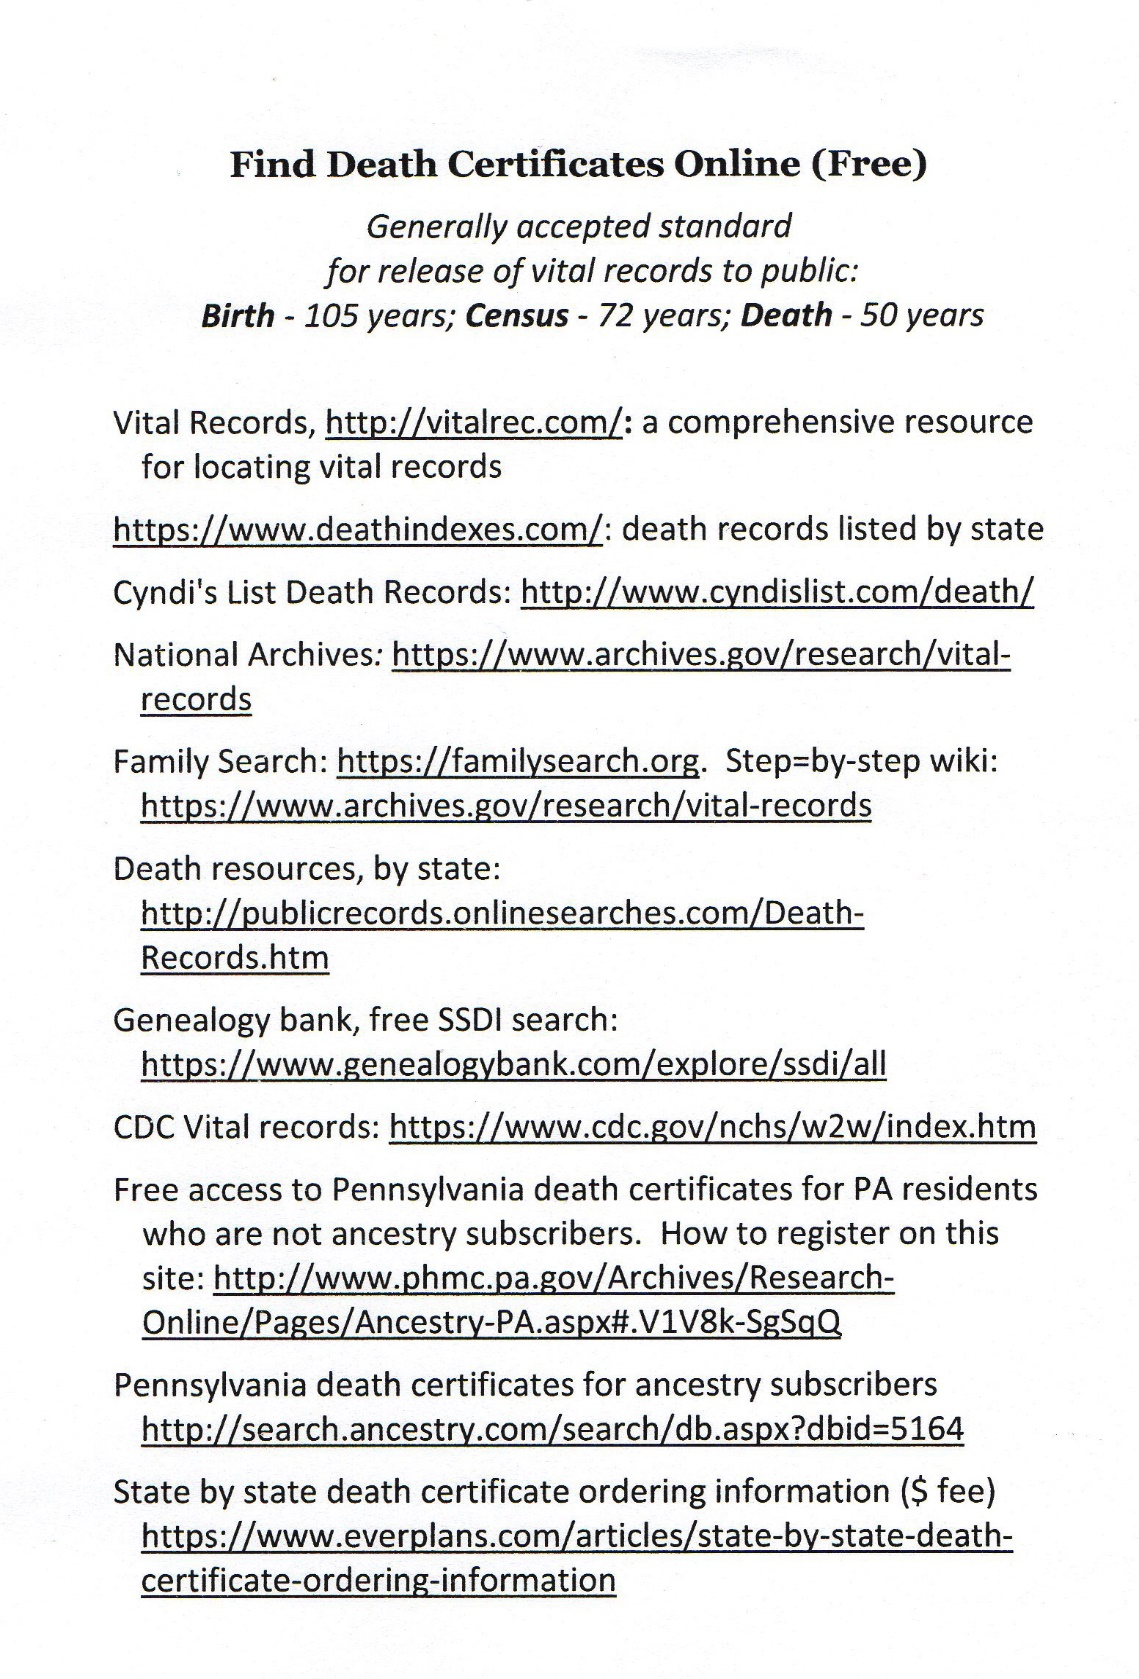 Find Death Certificates Online (Free)
Generally accepted standard
for release of vital records to public:
Birth - 105 years; Census - 72 years; Death - 50 years
Vital Records, http://vitalrec.com/: a comprehensive resource
for locating vital records
https://www.deathindexes.com/: death records listed by state
Cyndi's List Death Records: http://www.cyndislist.com/death/
National Archives: https://www.archives.gov/research/vital-
records
Family Search: https://familysearch.org. Step=by-step wiki:
https://www.archives.gov/research/vital-records
Death resources, by state:
http://publicrecords.onlinesearches.com/Death-
Records.htm
Genealogy bank, free SSDI search:
https://www.genealogybank.com/explore/ssdi/all
CDC Vital records: https://www.cdc.gov/nchs/w2w/index.htm
Free access to Pennsylvania death certificates for PA residents
who are not ancestry subscribers. How to register on this
site: http://www.phmc.pa.gov/Archives/Research-
Online/Pages/Ancestry-PA.aspx#.V1V8k-SgSqQ
Pennsylvania death certificates for ancestry subscribers
http://search.ancestry.com/search/db.aspx?dbid=5164
State by state death certificate ordering information ($ fee)
https://www.everplans.com/articles/state-by-state-death-
certificate-ordering-information